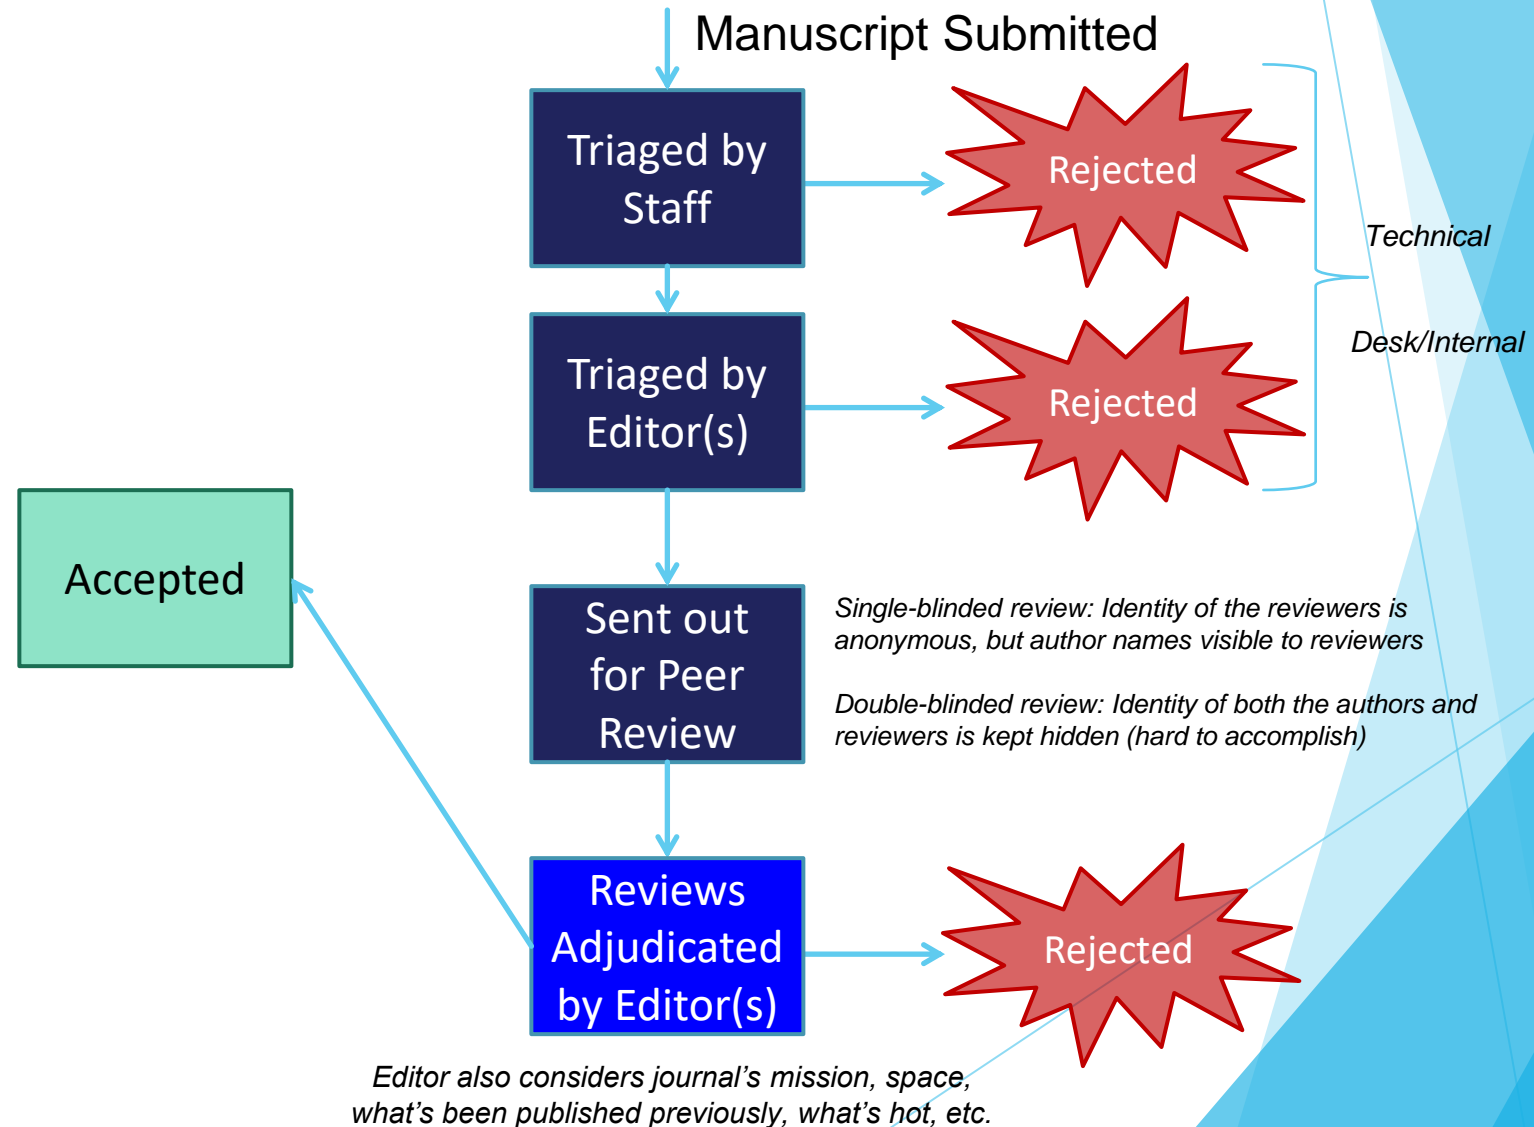 Manuscript Submitted
Triaged by
Staff
Rejected
Technical
Desk/Internal
Triaged by
Editor(s)
Rejected
Accepted
Sent out
for Peer
Review
Single-blinded review: Identity of the reviewers is
anonymous, but author names visible to reviewers
Double-blinded review: Identity of both the authors and
reviewers is kept hidden (hard to accomplish)
Reviews
Adjudicated
by Editor(s)
Rejected
Editor also considers journal’s mission, space,
what’s been published previously, what’s hot, etc.